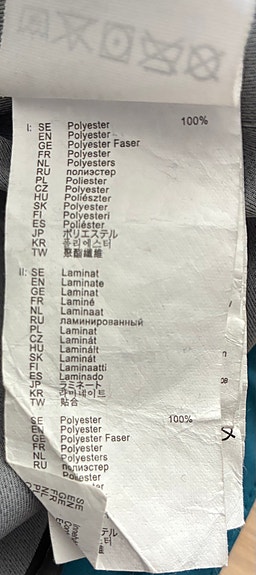 I: SE Polyester 100%
EN Polyester
GE Polyester Faser
FR Polyester
NL Polyesters
RU полиэстер
PL Poliester
CZ Polyester
HU Poliészter
SK Polyester
FI Polyesteri
ES Poliéster
JP ポリエステル
KR 폴리에스터
TW 聚酯纖維
II: SE Laminat
EN Laminate
GE Laminat
FR Laminé
NL Laminaat
RU ламинированный
PL Laminat
CZ Laminát
HU Laminált
SK Laminát
FI Laminaatti
ES Laminado
JP ラミネート
KR 라미네이트
TW 貼合
SE Polyester 100%
EN Polyester
GE Polyester Faser
FR Polyester
NL Polyesters
RU полиэстер
Poliester